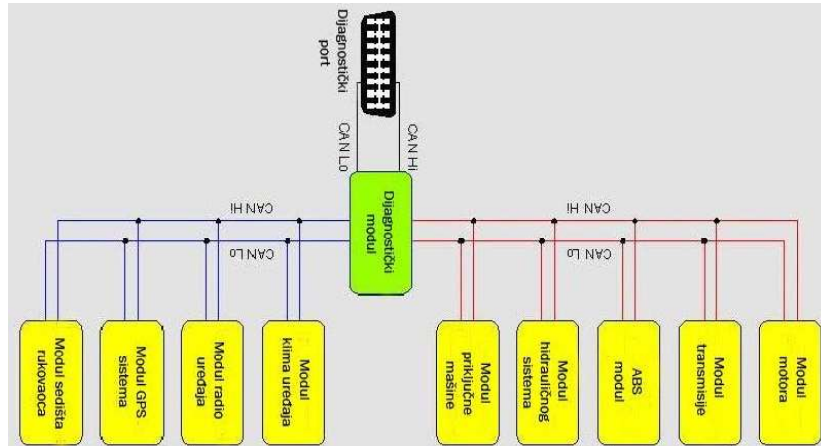 Dijagnostički
port
CAN Lo
CAN Hi
Dijagnostički
modul
CAN Hi
CAN Lo
CAN Hi
CAN Lo
Modul sedišta
rukovaoca
Modul GPS
sistema
Modul radio
uređaja
Modul
klima uređaja
Modul
priključne
mašine
Modul
hidrauličnog
sistema
ABS
modul
Modul
transmisije
Modul
motora